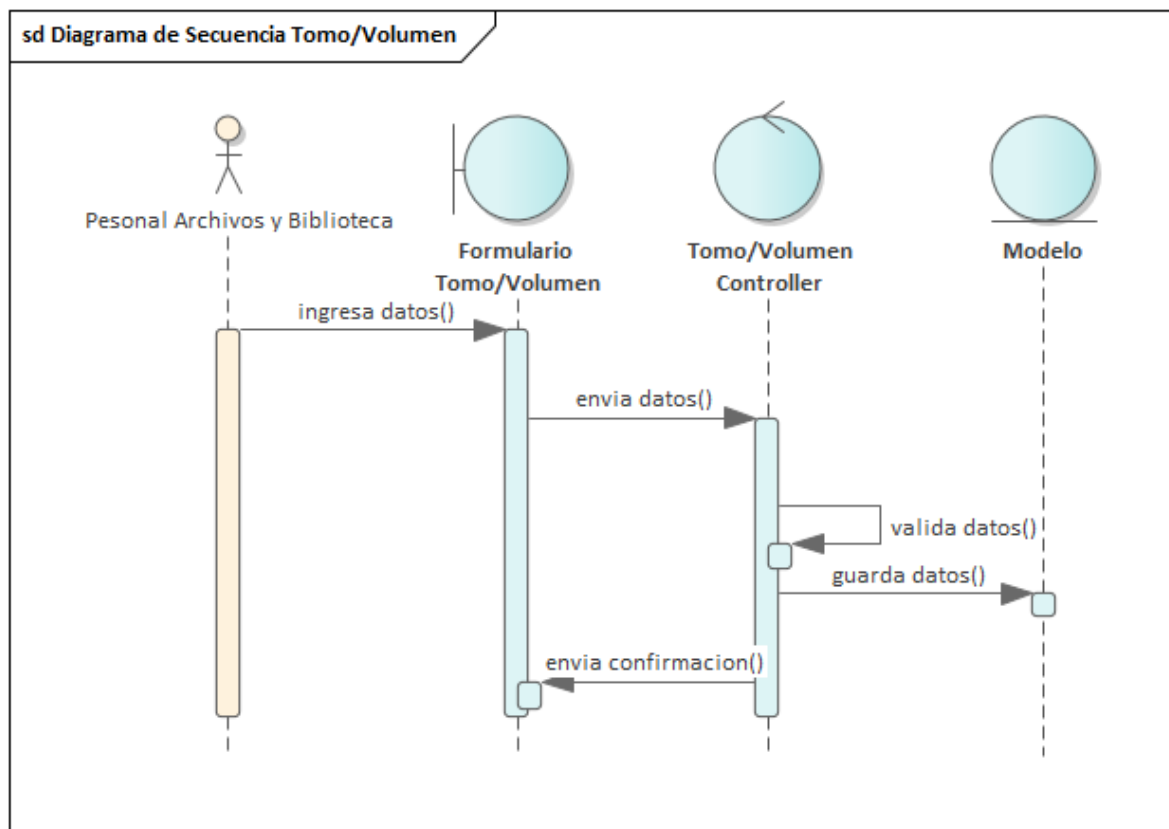 sd Diagrama de Secuencia Tomo/Volumen
Pesonal Archivos y Biblioteca
Formulario
Tomo/Volumen
Tomo/Volumen
Controller
Modelo
ingresa datos()
envia datos()
valida datos()
guarda datos()
envia confirmacion()